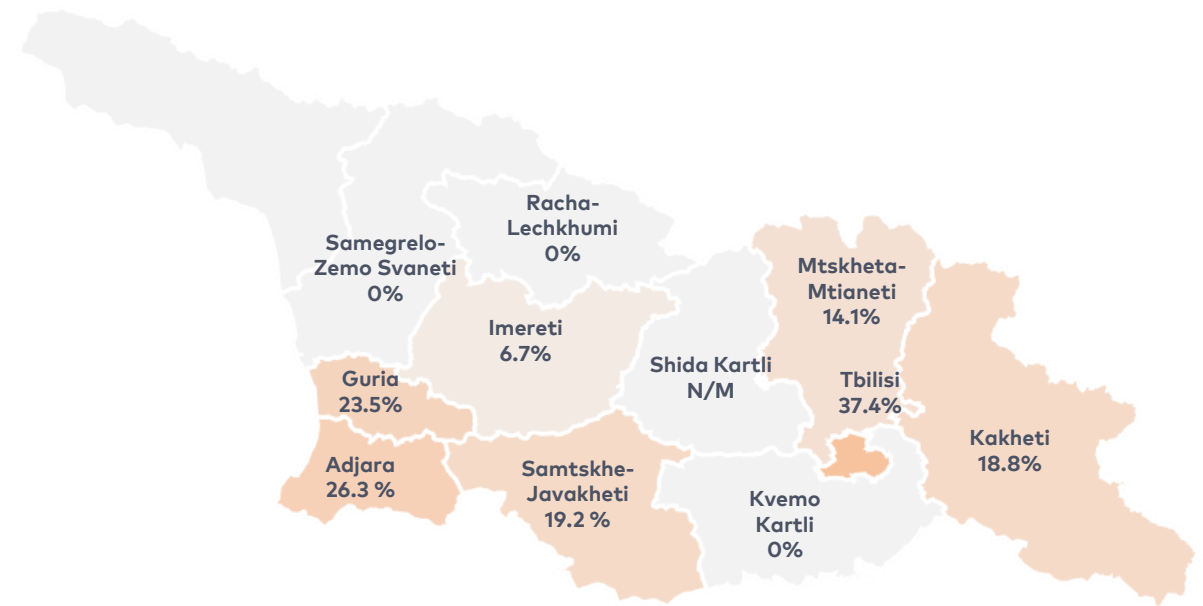 Racha-
Lechkhumi
0%
Samegrelo-
Zemo Svaneti
0%
Mtskheta-
Mtianeti
14.1%
Imereti
6.7%
Shida Kartli
N/M
Guria
23.5%
Tbilisi
37.4%
Kakheti
18.8%
Adjara
26.3 %
Samtskhe-
Javakheti
19.2 %
Kvemo
Kartli
0%